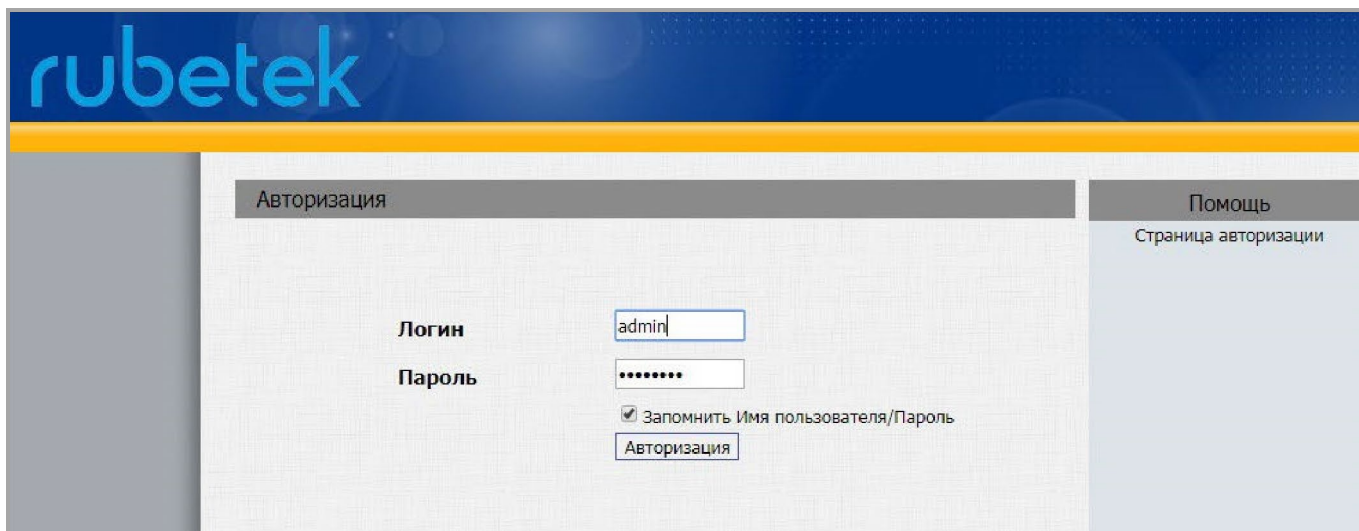 rubetek
Авторизация
Помощь
Страница авторизации
Логин
admin
Пароль
••••••••
Запомнить Имя пользователя/Пароль
Авторизация